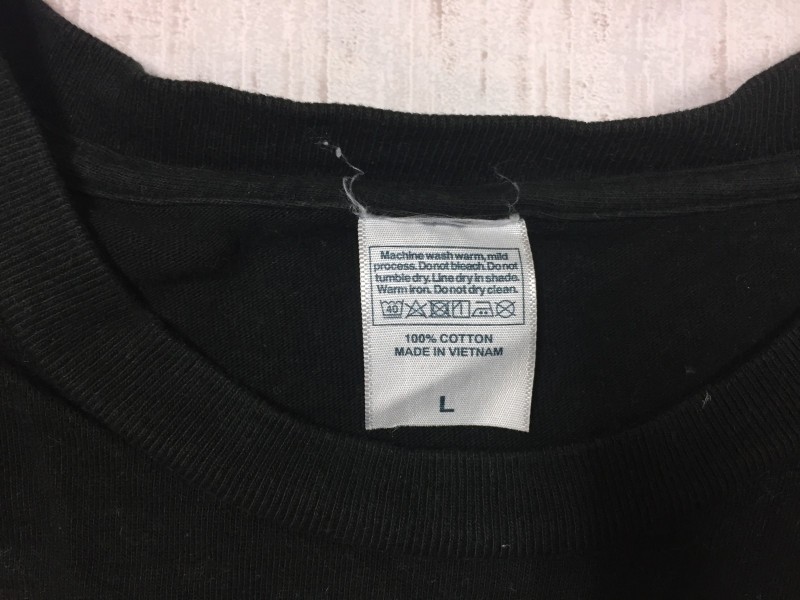 Machine wash warm, mild
process. Do not bleach. Do not
tumble dry. Line dry in shade.
Warm iron. Do not dry clean.
40
100% COTTON
MADE IN VIETNAM
L